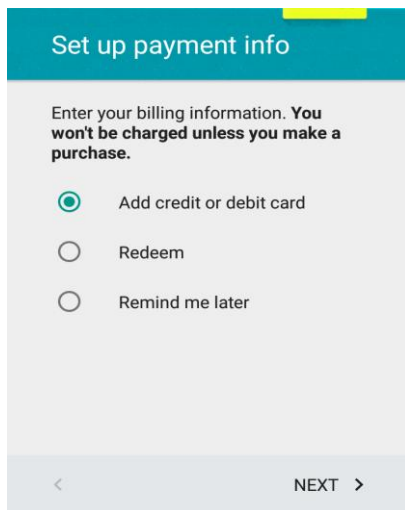 Set up payment info
Enter your billing information. You
won't be charged unless you make a
purchase.
Add credit or debit card
Redeem
Remind me later
NEXT